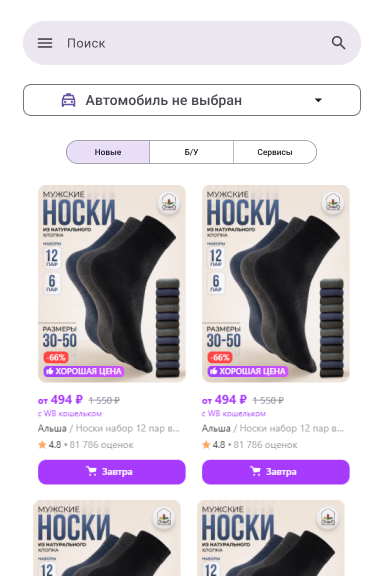 Поиск
Автомобиль не выбран
Новые
Б/У
Сервисы
МУЖСКИЕ
НОСКИ
ИЗ НАТУРАЛЬНОГО
ХЛОПКА
НАБОРЫ
12
ПАР
6
ПАР
РАЗМЕРЫ
30-50
-66%
ХОРОШАЯ ЦЕНА
от 494 ₽ 1 550 ₽
с WB кошельком
Альша / Носки набор 12 пар в...
4.8 • 81 786 оценок
Завтра
МУЖСКИЕ
НОСКИ
ИЗ НАТУРАЛЬНОГО
ХЛОПКА
НАБОРЫ
12
ПАР
6
ПАР
РАЗМЕРЫ
30-50
-66%
ХОРОШАЯ ЦЕНА
от 494 ₽ 1 550 ₽
с WB кошельком
Альша / Носки набор 12 пар в...
4.8 • 81 786 оценок
Завтра
МУЖСКИЕ
НОСКИ
ИЗ НАТУРАЛЬНОГО
ХЛОПКА
НАБОРЫ
12
МУЖСКИЕ
НОСКИ
ИЗ НАТУРАЛЬНОГО
ХЛОПКА
НАБОРЫ
12